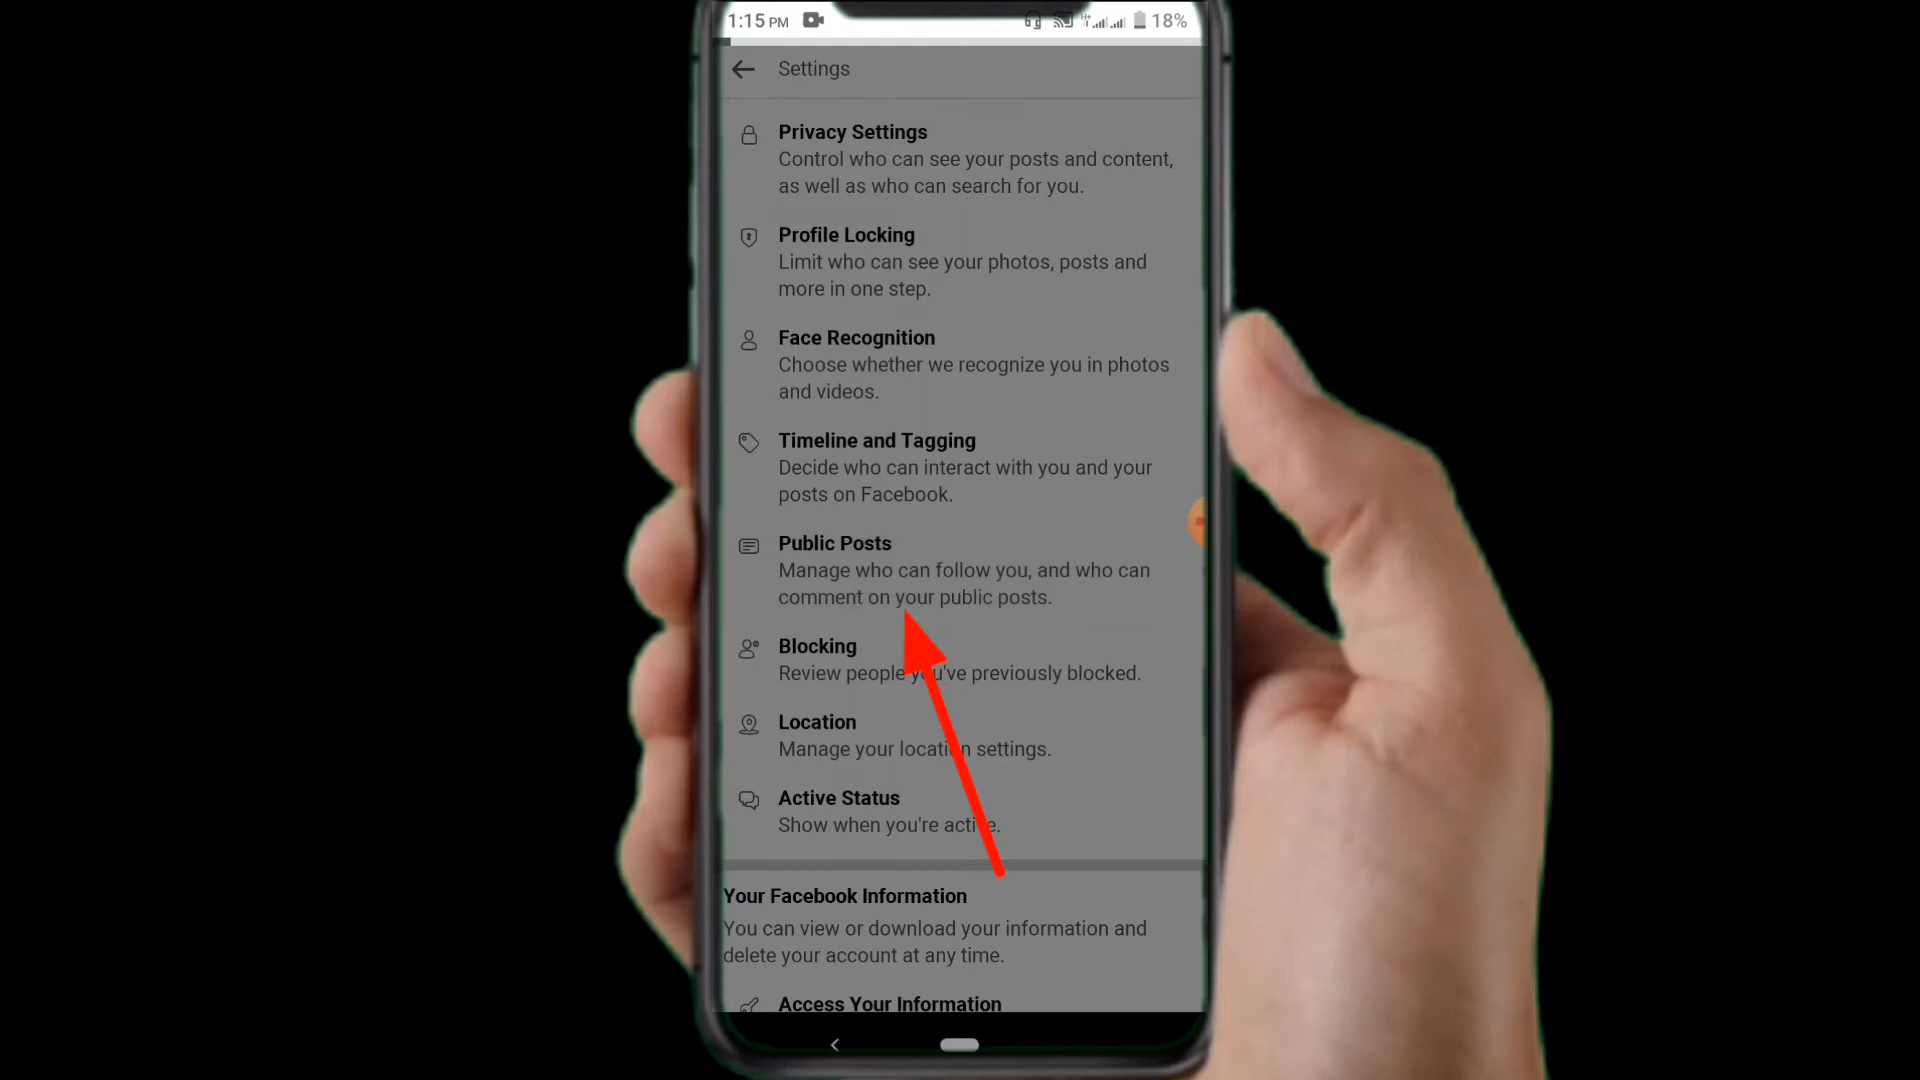 1:15 PM
18%
Settings
Privacy Settings
Control who can see your posts and content,
as well as who can search for you.
Profile Locking
Limit who can see your photos, posts and
more in one step.
Face Recognition
Choose whether we recognize you in photos
and videos.
Timeline and Tagging
Decide who can interact with you and your
posts on Facebook.
Public Posts
Manage who can follow you, and who can
comment on your public posts.
Blocking
Review people you've previously blocked.
Location
Manage your location settings.
Active Status
Show when you're active.
Your Facebook Information
You can view or download your information and
delete your account at any time.
Access Your Information